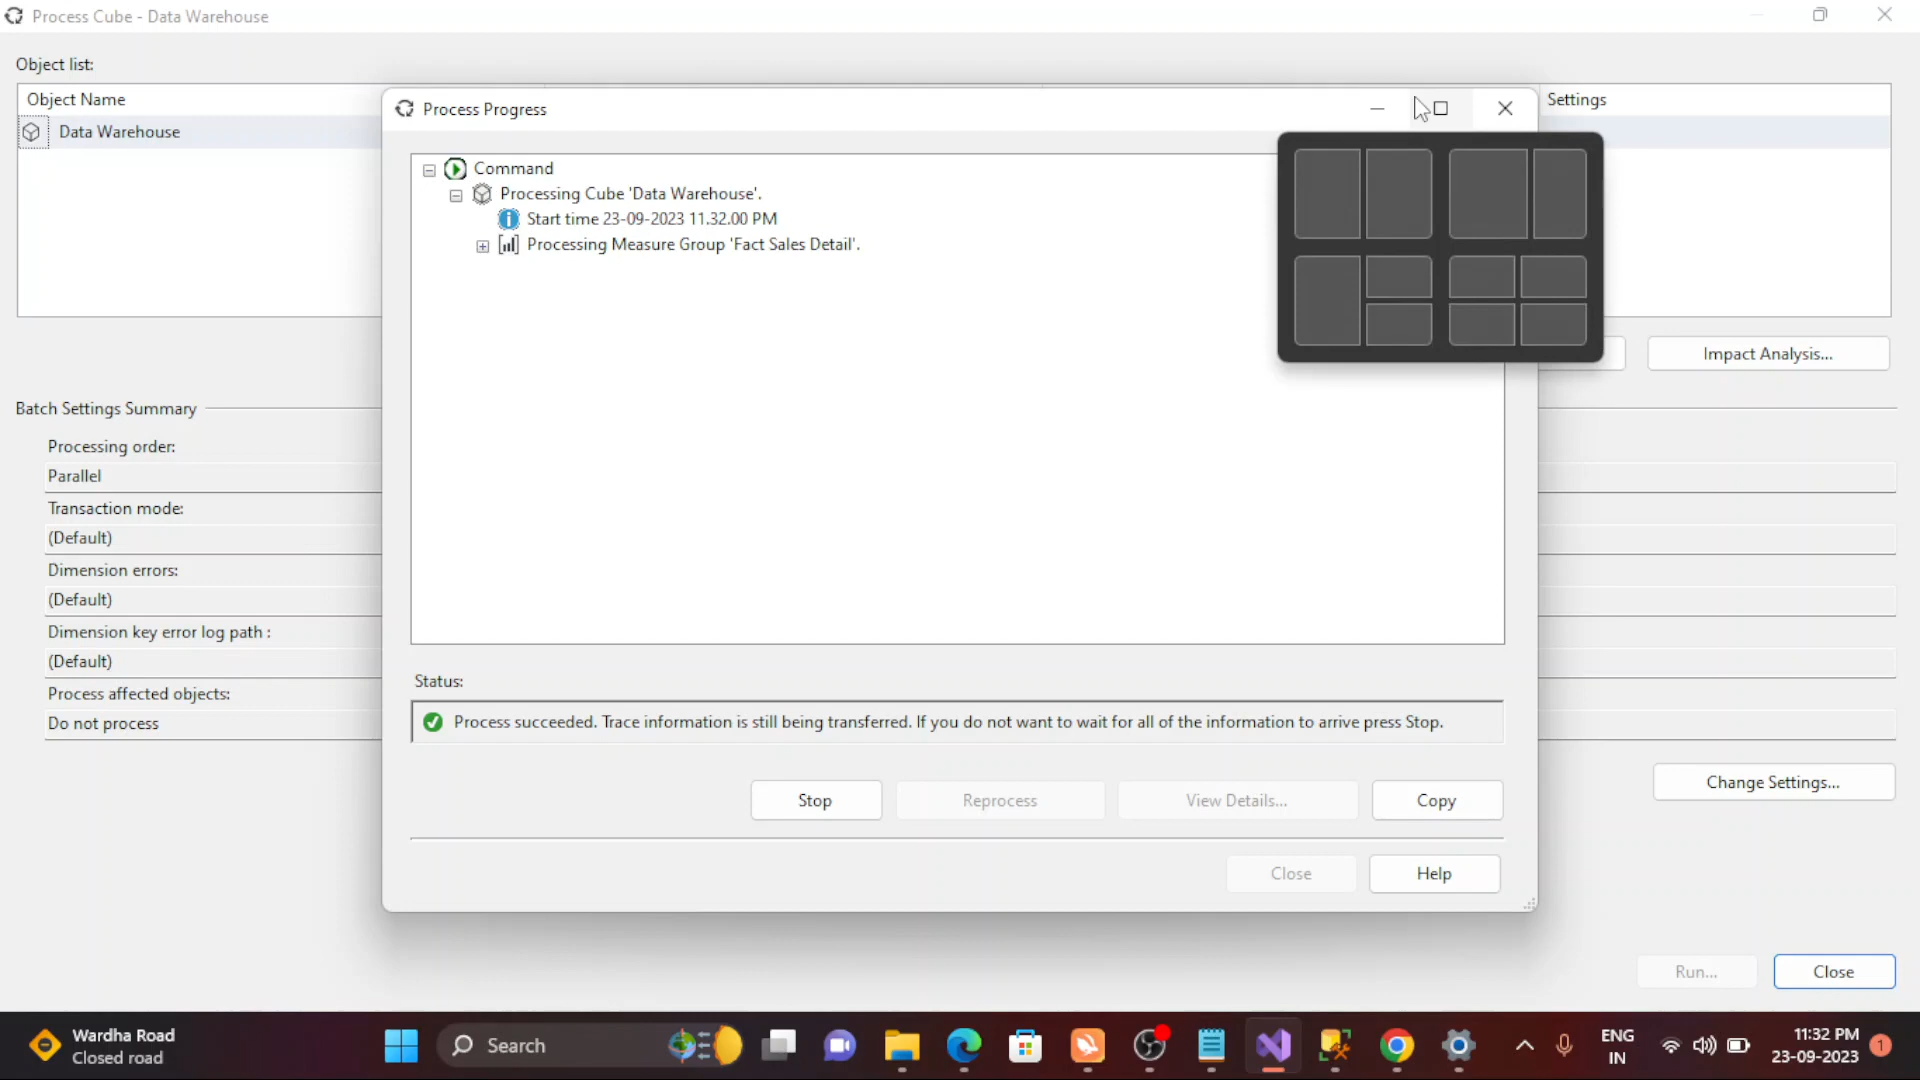 Process Cube - Data Warehouse
Object list:
Object Name
Settings
Data Warehouse
Process Progress
Command
Processing Cube 'Data Warehouse'.
Start time 23-09-2023 11.32.00 PM
Processing Measure Group 'Fact Sales Detail'.
Impact Analysis...
Batch Settings Summary
Processing order:
Parallel
Transaction mode:
(Default)
Dimension errors:
(Default)
Dimension key error log path :
(Default)
Process affected objects:
Do not process
Status:
Process succeeded. Trace information is still being transferred. If you do not want to wait for all of the information to arrive press Stop.
Stop
Reprocess
View Details...
Copy
Change Settings...
Close
Help
Run...
Close
Wardha Road
Closed road
Search
ENG
IN
11:32 PM
23-09-2023
1